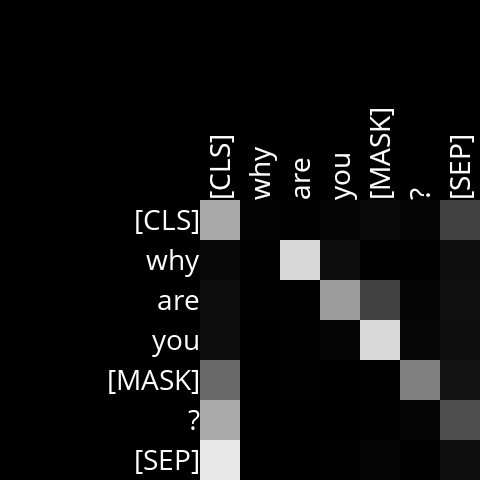 [CLS] why are you [MASK] ? [SEP]
[CLS]
why
are
you
[MASK]
?
[SEP]